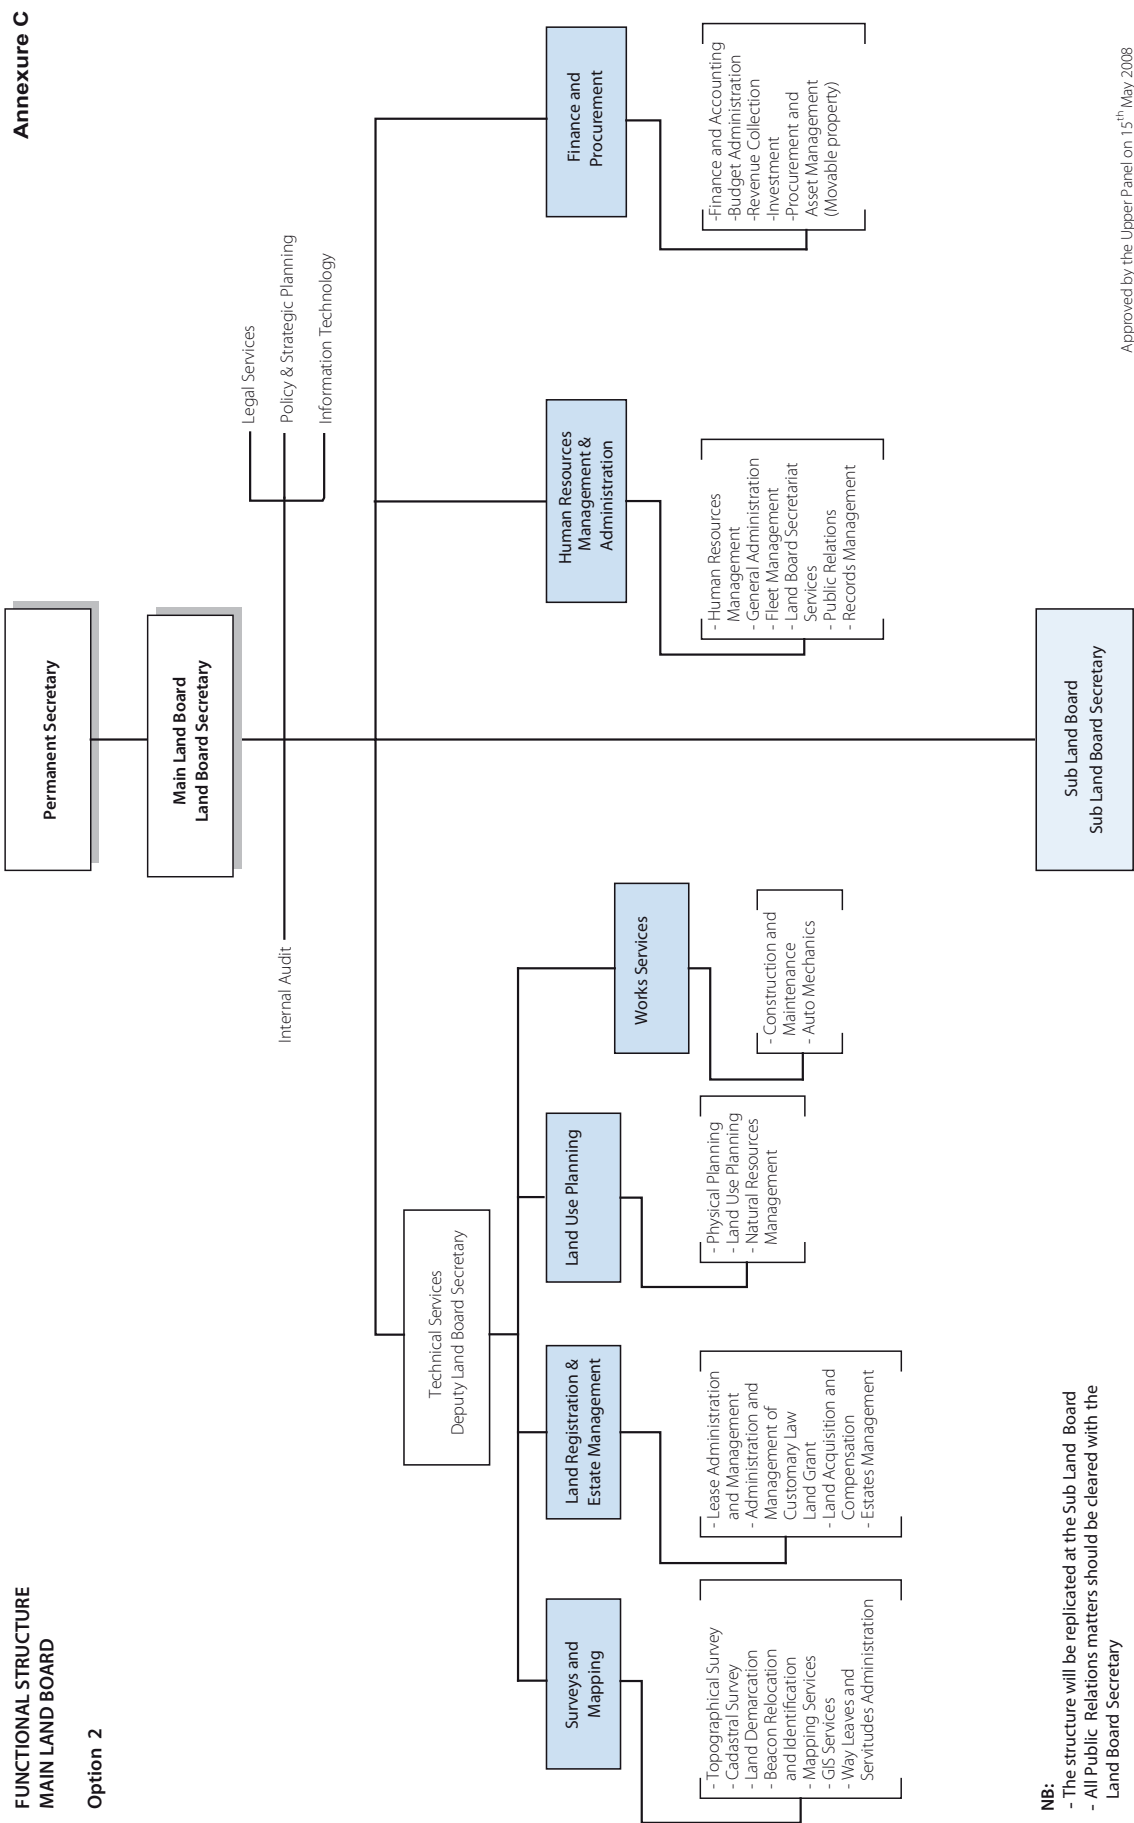 Annexure C
FUNCTIONAL STRUCTURE
MAIN LAND BOARD
Option 2
Permanent Secretary
Main Land Board
Land Board Secretary
Internal Audit
Legal Services
Policy & Strategic Planning
Information Technology
Technical Services
Deputy Land Board Secretary
Surveys and
Mapping
Land Registration &
Estate Management
Land Use Planning
Works Services
Human Resources
Management &
Administration
Finance and
Procurement
- Topographical Survey
- Cadastral Survey
- Land Demarcation
- Beacon Relocation
and Identification
- Mapping Services
- GIS Services
- Way Leaves and
Servitudes Administration
- Lease Administration
and Management
- Administration and
Management of
Customary Law
Land Grant
- Land Acquisition and
Compensation
- Estates Management
- Physical Planning
- Land Use Planning
- Natural Resources
Management
- Construction and
Maintenance
- Auto Mechanics
- Human Resources
Management
- General Administration
- Fleet Management
- Land Board Secretariat
Services
- Public Relations
- Records Management
-Finance and Accounting
-Budget Administration
-Revenue Collection
-Investment
-Procurement and
Asset Management
(Movable property)
Sub Land Board
Sub Land Board Secretary
NB:
- The structure will be replicated at the Sub Land Board
- All Public Relations matters should be cleared with the
Land Board Secretary
Approved by the Upper Panel on 15th May 2008